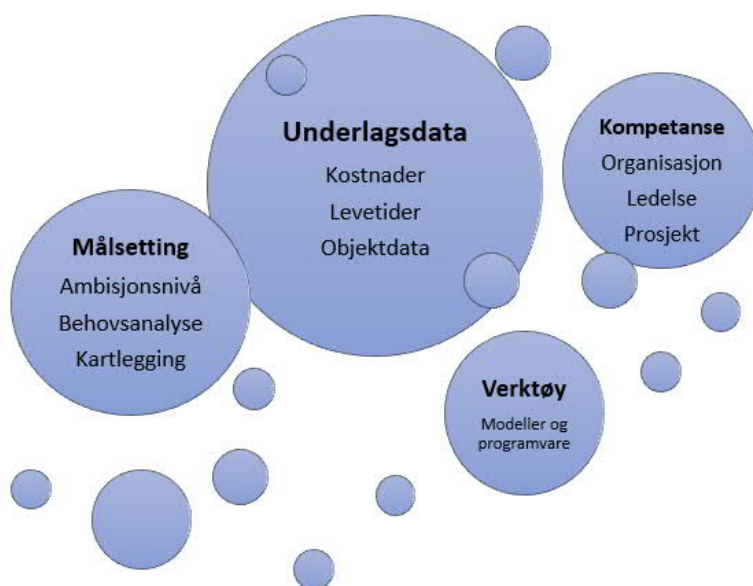 Underlagsdata
Kostnader
Levetider
Objektdata
Kompetanse
Organisasjon
Ledelse
Prosjekt
Målsetting
Ambisjonsnivå
Behovsanalyse
Kartlegging
Verktøy
Modeller og
programvare